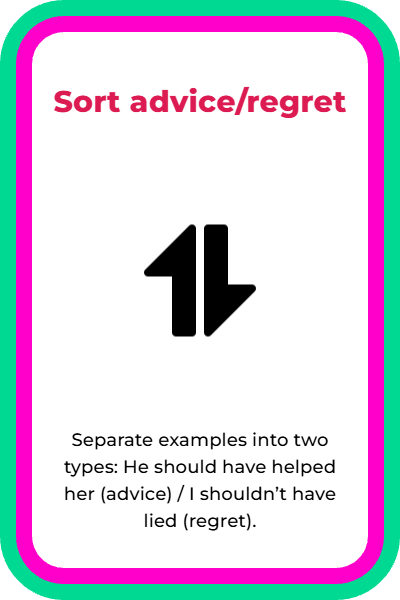 Sort advice/regret
Separate examples into two
types: He should have helped
her (advice) / I shouldn’t have
lied (regret).